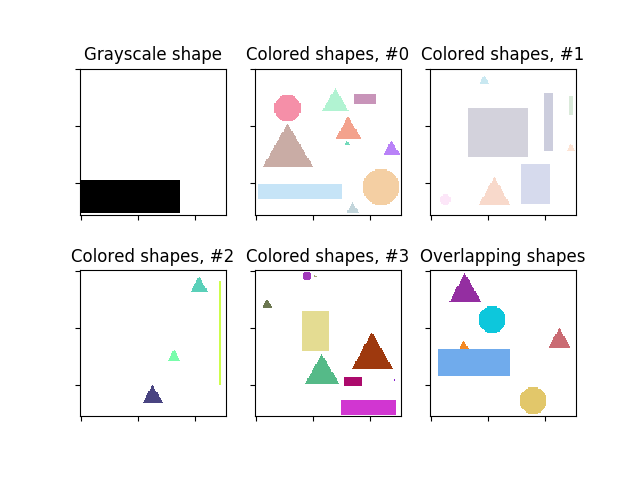 Grayscale shape
Colored shapes, #0
Colored shapes, #1
Colored shapes, #2
Colored shapes, #3
Overlapping shapes